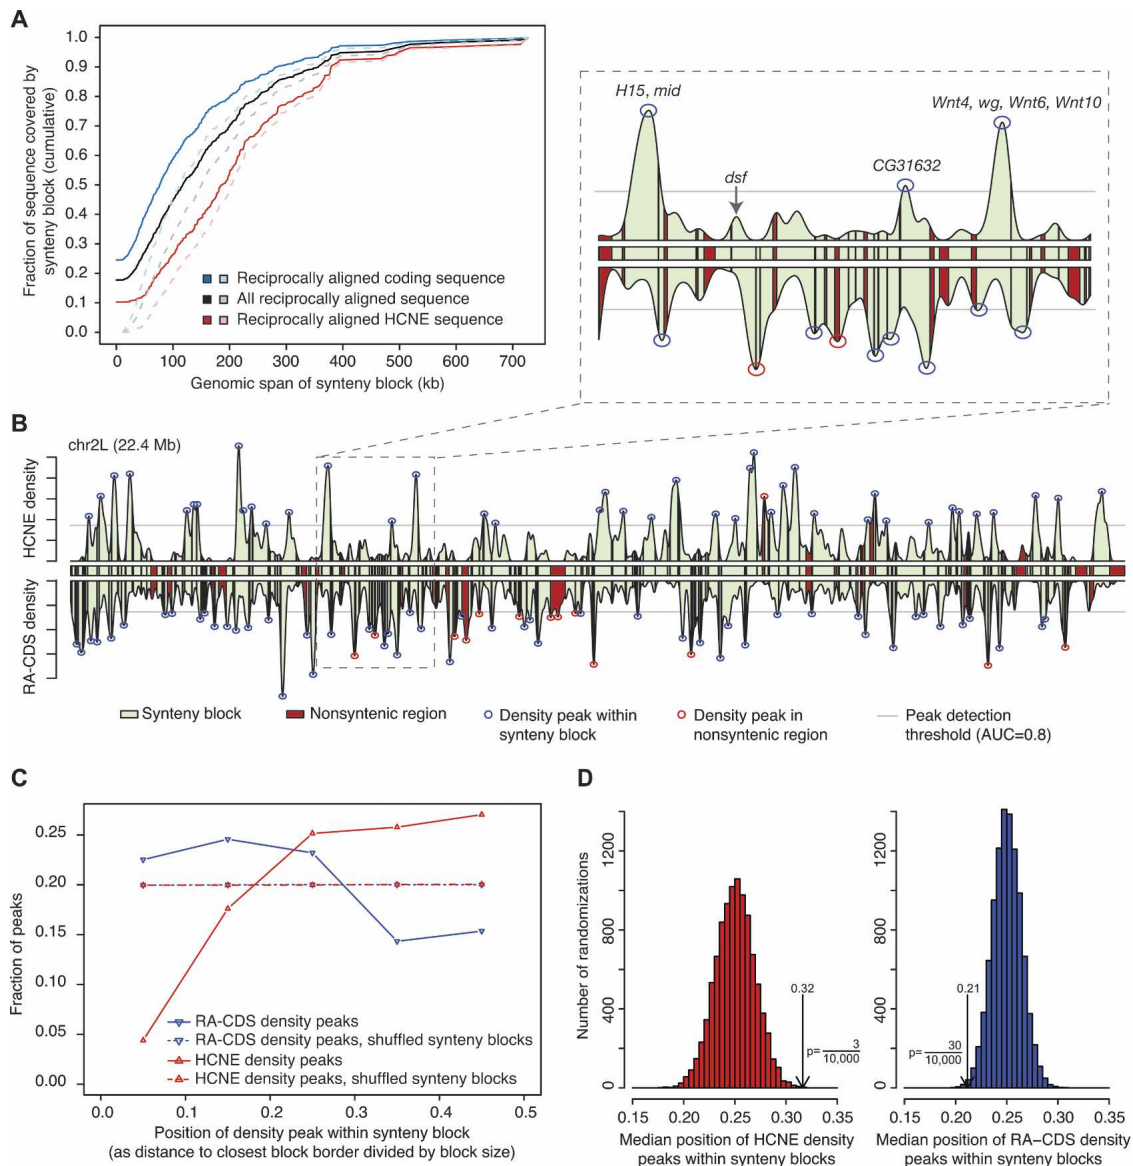 A
1.0
0.9
0.8
0.7
0.6
0.5
0.4
0.3
0.2
0.1
0.0
Fraction of sequence covered by
synteny block (cumulative)
Reciprocally aligned coding sequence
All reciprocally aligned sequence
Reciprocally aligned HCNE sequence
0 100 200 300 400 500 600 700
Genomic span of synteny block (kb)
H15, mid
Wnt4, wg, Wnt6, Wnt10
CG31632
dsf
B
chr2L (22.4 Mb)
HCNE density
RA-CDS density
Synteny block
Nonsyntenic region
Density peak within
synteny block
Density peak in
nonsyntenic region
Peak detection
threshold (AUC=0.8)
C
0.25
0.20
0.15
0.10
0.05
0.00
Fraction of peaks
RA-CDS density peaks
RA-CDS density peaks, shuffled synteny blocks
HCNE density peaks
HCNE density peaks, shuffled synteny blocks
0.0 0.1 0.2 0.3 0.4 0.5
Position of density peak within synteny block
(as distance to closest block border divided by block size)
D
Number of randomizations
1200
800
400
0
0.32
p= 3
10,000
0.15 0.20 0.25 0.30 0.35
Median position of HCNE density
peaks within synteny blocks
1200
800
400
0
0.21
p= 30
10,000
0.15 0.20 0.25 0.30 0.35
Median position of RA–CDS density
peaks within synteny blocks